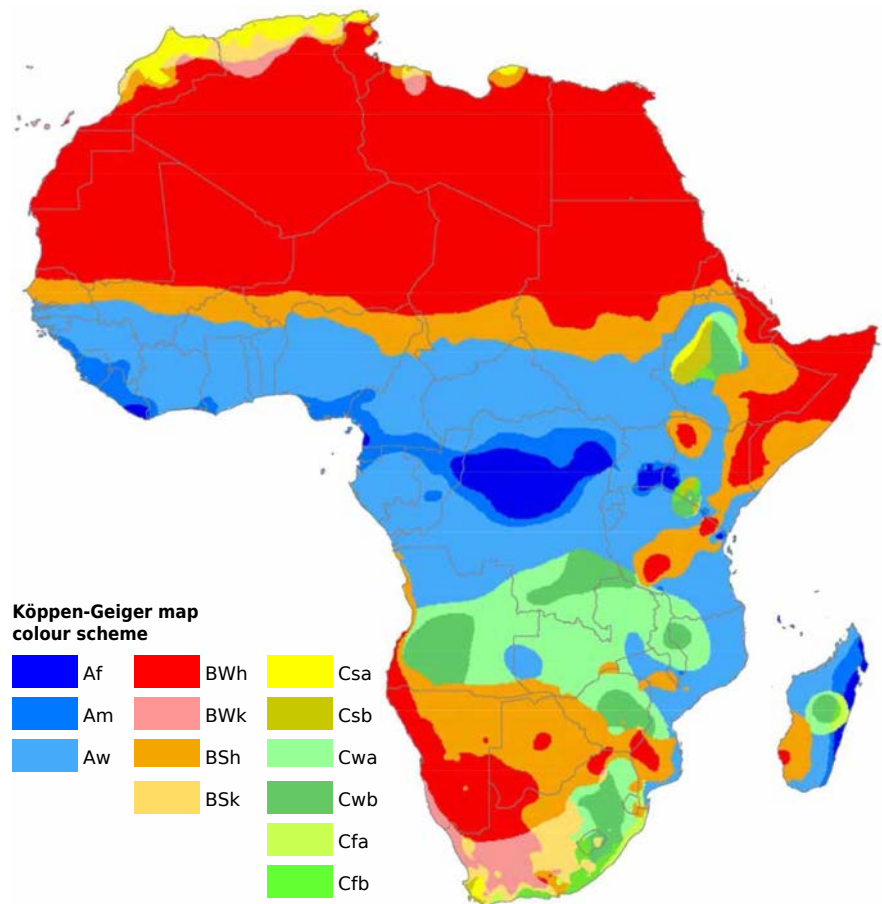 Köppen-Geiger map
colour scheme
Af
BWh
Csa
Am
BWk
Csb
Aw
BSh
Cwa
BSk
Cwb
Cfa
Cfb